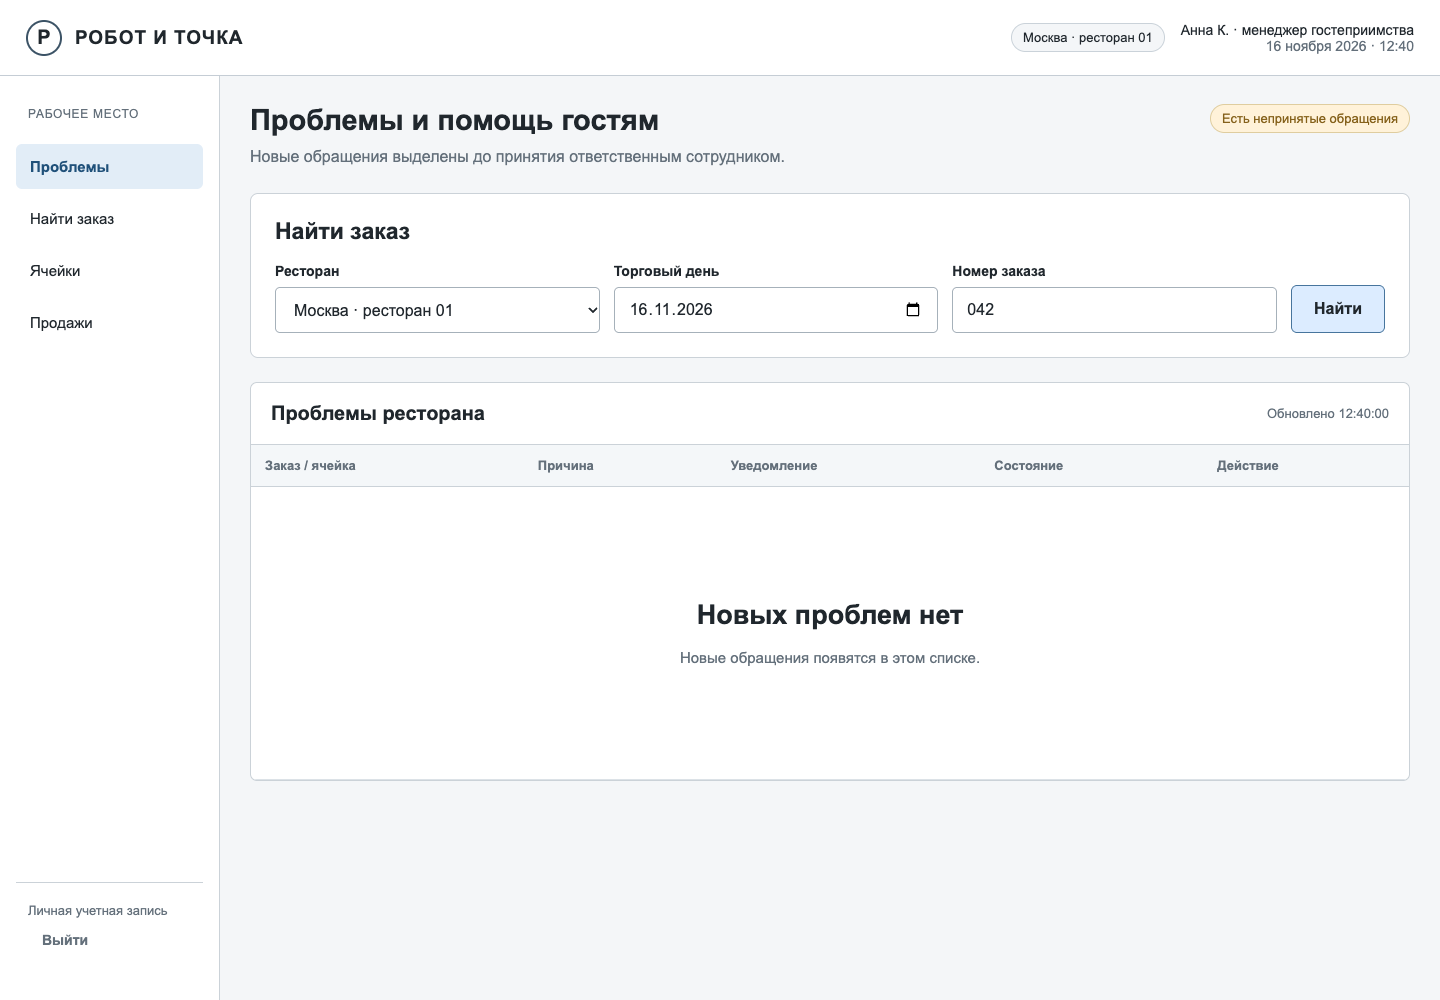 Р РОБОТ И ТОЧКА
Москва · ресторан 01
Анна К. · менеджер гостеприимства
16 ноября 2026 · 12:40
РАБОЧЕЕ МЕСТО
Проблемы
Найти заказ
Ячейки
Продажи
Личная учетная запись
Выйти
Проблемы и помощь гостям
Есть непринятые обращения
Новые обращения выделены до принятия ответственным сотрудником.
Найти заказ
Ресторан Торговый день Номер заказа
Москва · ресторан 01 16.11.2026 042 Найти
Проблемы ресторана Обновлено 12:40:00
Заказ / ячейка Причина Уведомление Состояние Действие
Новых проблем нет
Новые обращения появятся в этом списке.